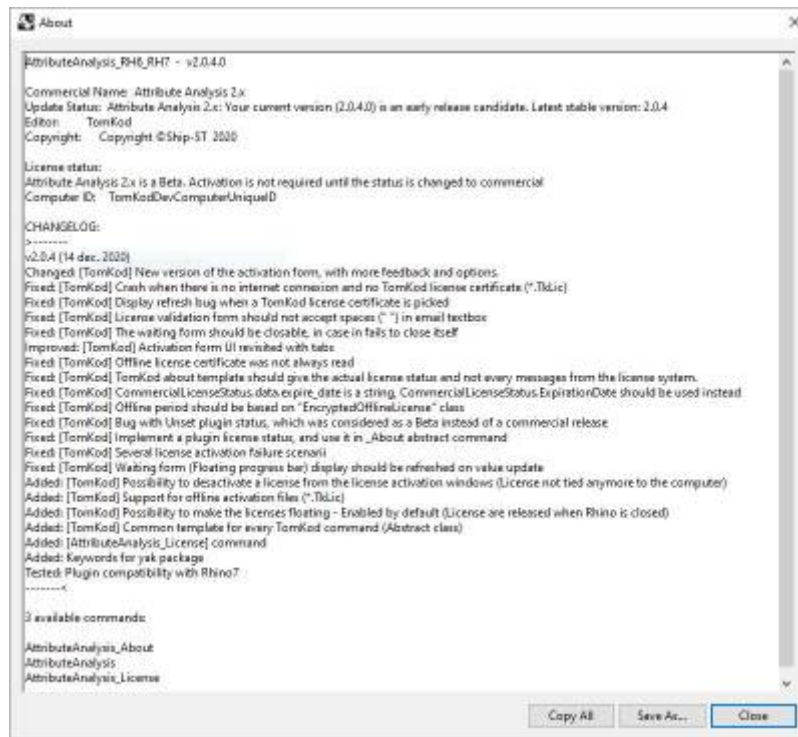 About
AttributeAnalysis_RH6_RH7 - v2.0.4.0
Commercial Name: Attribute Analysis 2.x
Update Status: Attribute Analysis 2.x: Your current version (2.0.4.0) is an early release candidate. Latest stable version: 2.0.4
Editor: TomKod
Copyright: Copyright ©Ship-ST 2020
License status:
Attribute Analysis 2.x is a Beta. Activation is not required until the status is changed to commercial
Computer ID: TomKodDevComputerUniqueID
CHANGELOG:
>-------
v2.0.4 (14 dec. 2020)
Changed: [TomKod] New version of the activation form, with more feedback and options.
Fixed: [TomKod] Crash when there is no internet connexion and no TomKod license certificate (*.TkLic)
Fixed: [TomKod] Display refresh bug when a TomKod license certificate is picked
Fixed: [TomKod] License validation form should not accept spaces (" ") in email textbox
Fixed: [TomKod] The waiting form should be closable, in case in fails to close itself
Improved: [TomKod] Activation form UI revisited with tabs
Fixed: [TomKod] Offline license certificate was not always read
Fixed: [TomKod] TomKod about template should give the actual license status and not every messages from the license system.
Fixed: [TomKod] CommercialLicenseStatus.data.expire_date is a string, CommercialLicenseStatus.ExpirationDate should be used instead
Fixed: [TomKod] Offline period should be based on "EncryptedOfflineLicense" class
Fixed: [TomKod] Bug with Unset plugin status, which was considered as a Beta instead of a commercial release
Fixed: [TomKod] Implement a plugin license status, and use it in _About abstract command
Fixed: [TomKod] Several license activation failure scenarii
Fixed: [TomKod] Waiting form (Floating progress bar) display should be refreshed on value update
Added: [TomKod] Possibility to desactivate a license from the license activation windows (License not tied anymore to the computer)
Added: [TomKod] Support for offline activation files (*.TkLic)
Added: [TomKod] Possibility to make the licenses floating - Enabled by default (License are released when Rhino is closed)
Added: [TomKod] Common template for every TomKod command (Abstract class)
Added: [AttributeAnalysis_License] command
Added: Keywords for yak package
Tested: Plugin compatibility with Rhino7
-------<
3 available commands:
AttributeAnalysis_About
AttributeAnalysis
AttributeAnalysis_License
Copy All
Save As...
Close